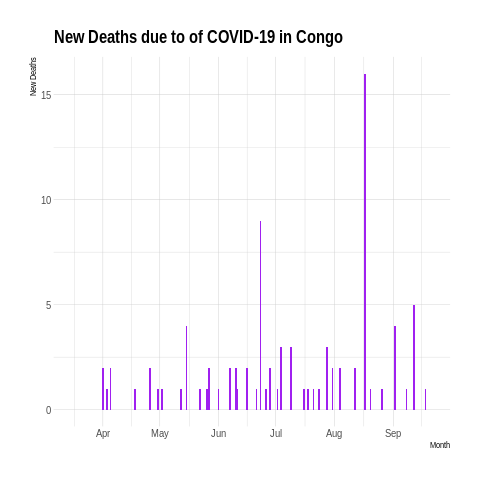 New Deaths due to of COVID-19 in Congo
New Deaths
15
10
5
0
Apr May Jun Jul Aug Sep
Month